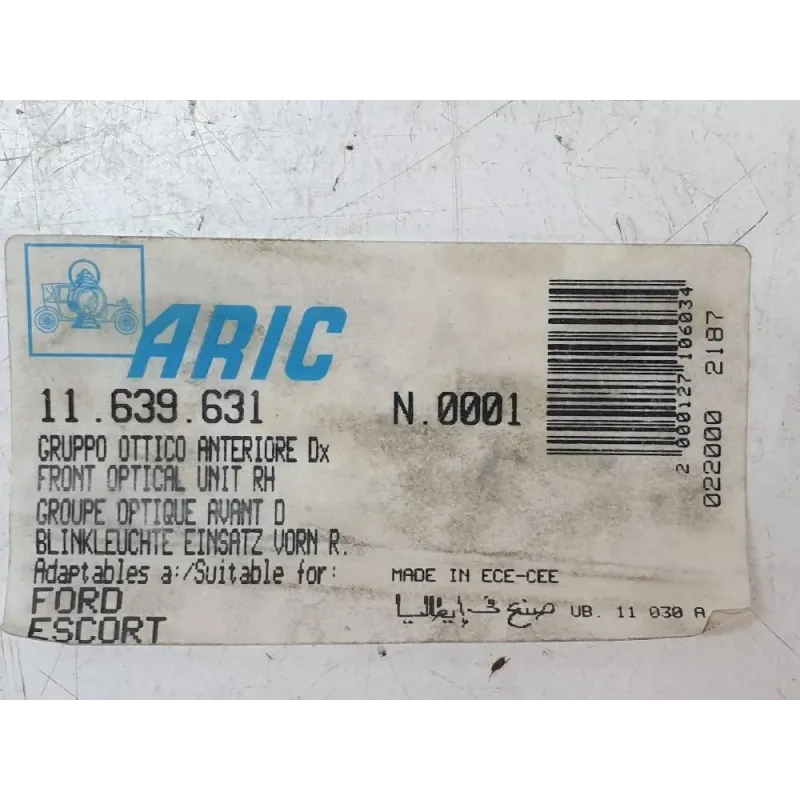 ARIC
11.639.631 N.0001
GRUPPO OTTICO ANTERIORE Dx
FRONT OPTICAL UNIT RH
GROUPE OPTIQUE AVANT D
BLINKLEUCHTE EINSATZ VORN R.
Adaptables a:/Suitable for:
FORD
ESCORT
MADE IN ECE-CEE
صنع في إيطاليا UB. 11 030 A
2 000127 106034
022000 2187